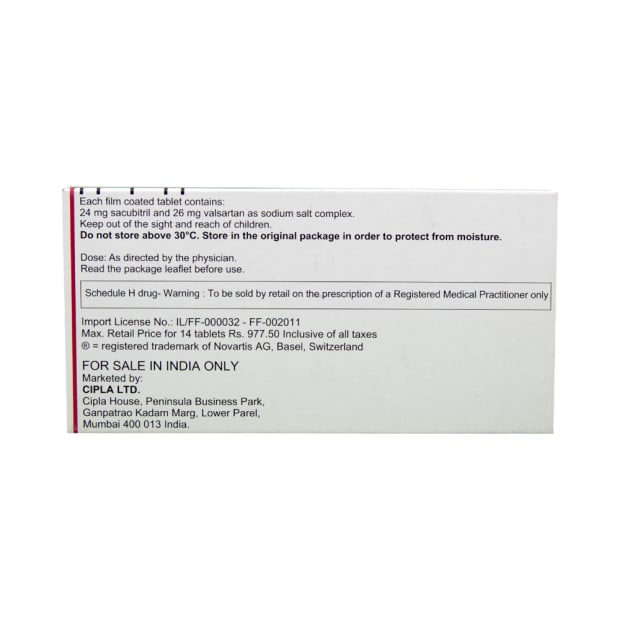 Each film coated tablet contains:
24 mg sacubitril and 26 mg valsartan as sodium salt complex.
Keep out of the sight and reach of children.
Do not store above 30°C. Store in the original package in order to protect from moisture.
Dose: As directed by the physician.
Read the package leaflet before use.
Schedule H drug- Warning : To be sold by retail on the prescription of a Registered Medical Practitioner only
Import License No.: IL/FF-000032 - FF-002011
Max. Retail Price for 14 tablets Rs. 977.50 Inclusive of all taxes
® = registered trademark of Novartis AG, Basel, Switzerland
FOR SALE IN INDIA ONLY
Marketed by:
CIPLA LTD.
Cipla House, Peninsula Business Park,
Ganpatrao Kadam Marg, Lower Parel,
Mumbai 400 013 India.